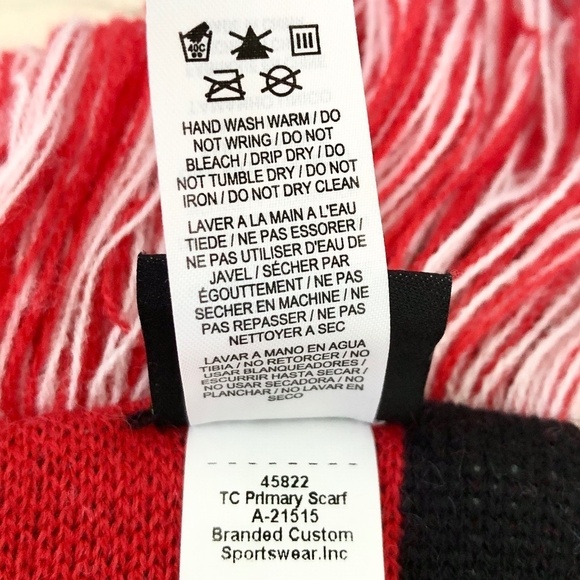 40C
HAND WASH WARM / DO
NOT WRING / DO NOT
BLEACH / DRIP DRY / DO
NOT TUMBLE DRY / DO NOT
IRON / DO NOT DRY CLEAN
LAVER A LA MAIN A L'EAU
TIEDE / NE PAS ESSORER /
NE PAS UTILISER D'EAU DE
JAVEL / SÉCHER PAR
ÉGOUTTEMENT / NE PAS
SECHER EN MACHINE / NE
PAS REPASSER / NE PAS
NETTOYER A SEC
LAVAR A MANO EN AGUA
TIBIA / NO RETORCER / NO
USAR BLANQUEADORES /
ESCURRIR HASTA SECAR /
NO USAR SECADORA / NO
PLANCHAR / NO LAVAR EN
SECO
45822
TC Primary Scarf
A-21515
Branded Custom
Sportswear.Inc